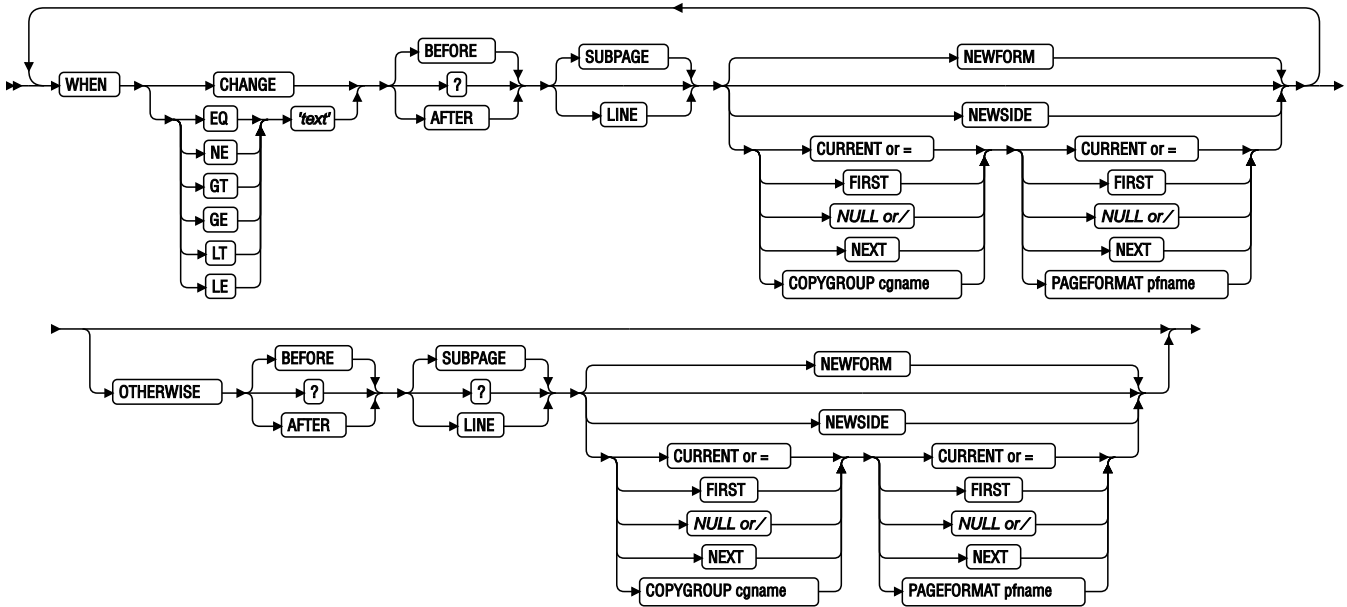 BEFORE
SUBPAGE
NEWFORM
WHEN
CHANGE
?
EQ
'text'
AFTER
LINE
NEWSIDE
NE
CURRENT or =
CURRENT or =
GT
FIRST
FIRST
GE
NULL or/
NULL or/
LT
NEXT
NEXT
LE
COPYGROUP cgname
PAGEFORMAT pfname
BEFORE
SUBPAGE
NEWFORM
OTHERWISE
?
?
AFTER
LINE
NEWSIDE
CURRENT or =
CURRENT or =
FIRST
FIRST
NULL or/
NULL or/
NEXT
NEXT
COPYGROUP cgname
PAGEFORMAT pfname